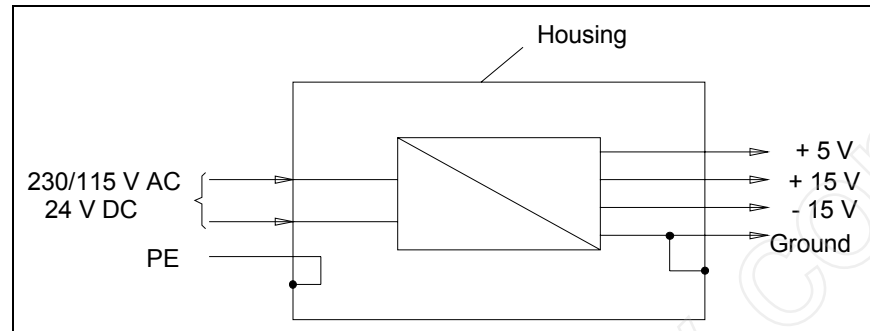 Housing
230/115 V AC
24 V DC
PE
+ 5 V
+ 15 V
- 15 V
Ground